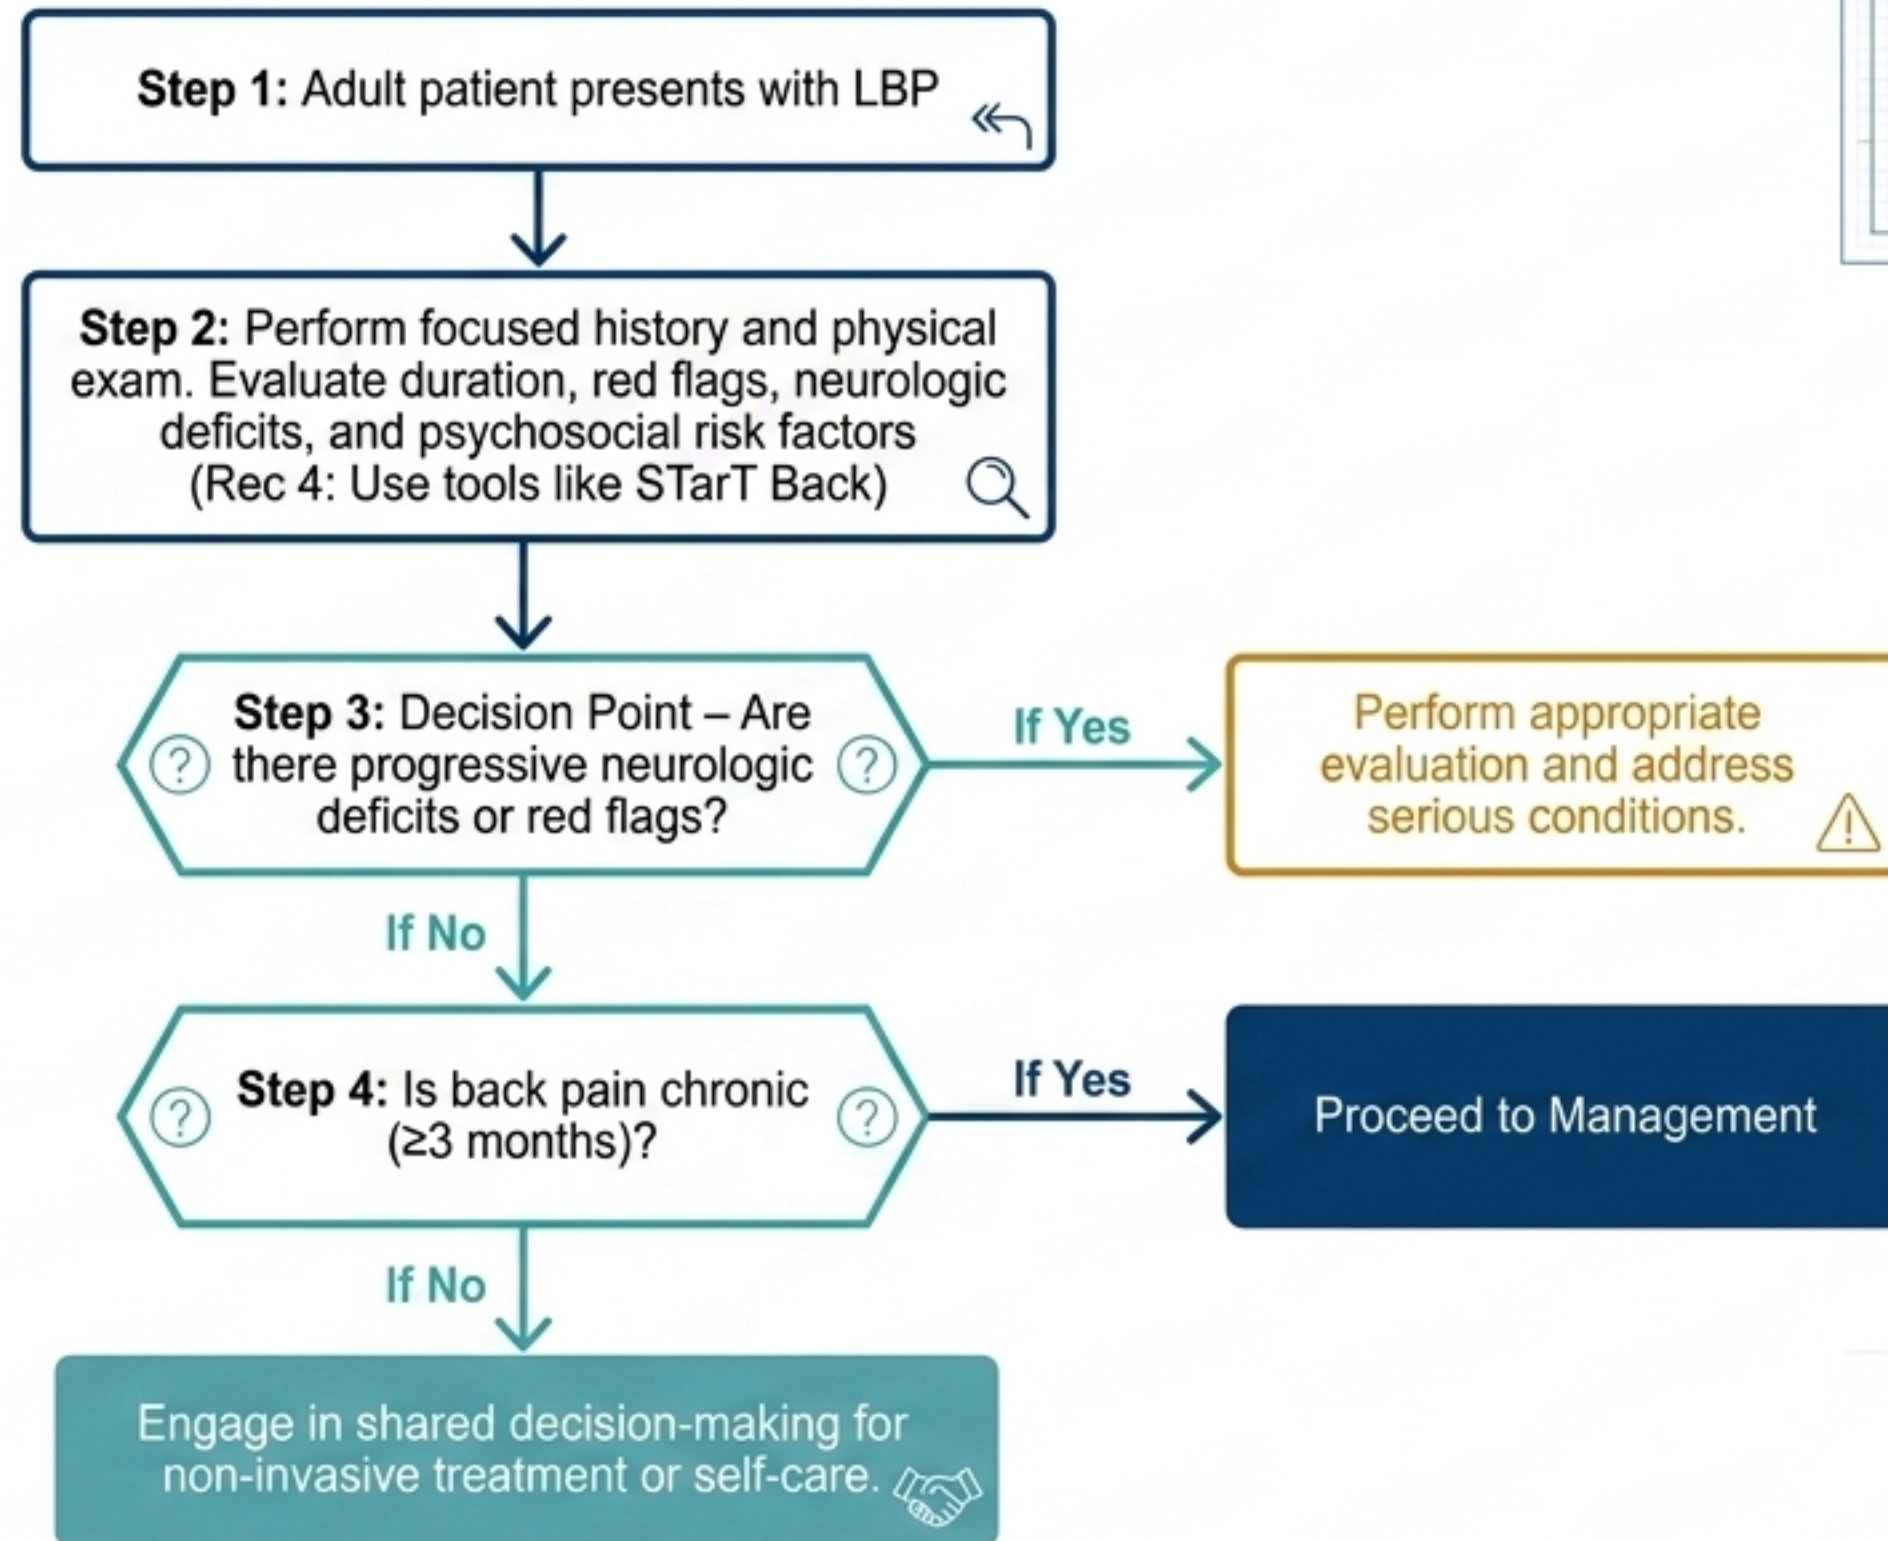 Step 1: Adult patient presents with LBP
Step 2: Perform focused history and physical
exam. Evaluate duration, red flags, neurologic
deficits, and psychosocial risk factors
(Rec 4: Use tools like STarT Back)
Step 3: Decision Point – Are
there progressive neurologic
deficits or red flags?
?
?
If Yes
Perform appropriate
evaluation and address
serious conditions.
If No
Step 4: Is back pain chronic
(≥3 months)?
?
?
If Yes
Proceed to Management
If No
Engage in shared decision-making for
non-invasive treatment or self-care.